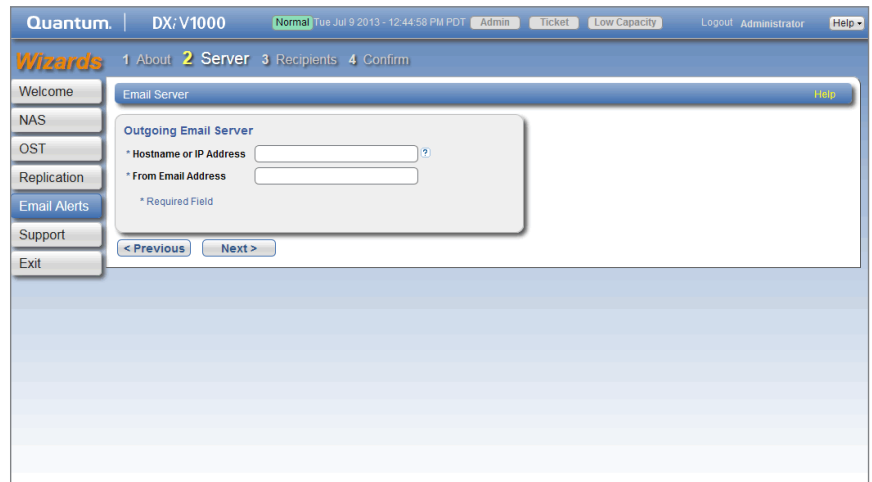 Quantum. DXi V1000 Normal Tue Jul 9 2013 - 12:44:58 PM PDT Admin Ticket Low Capacity Logout Administrator Help
Wizards 1 About 2 Server 3 Recipients 4 Confirm
Welcome
NAS
OST
Replication
Email Alerts
Support
Exit
Email Server Help
Outgoing Email Server
* Hostname or IP Address ?
* From Email Address
* Required Field
< Previous Next >